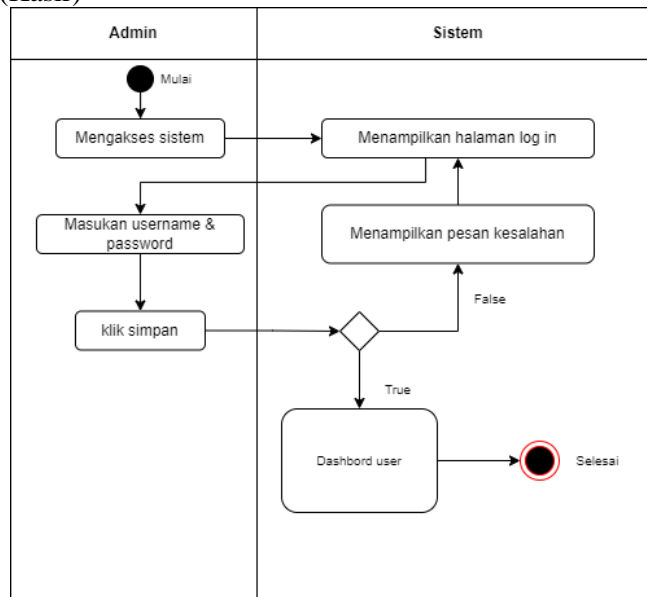 Admin
Sistem
Mulai
Mengakses sistem
Menampilkan halaman log in
Masukan username &
password
Menampilkan pesan kesalahan
False
klik simpan
True
Dashbord user
Selesai